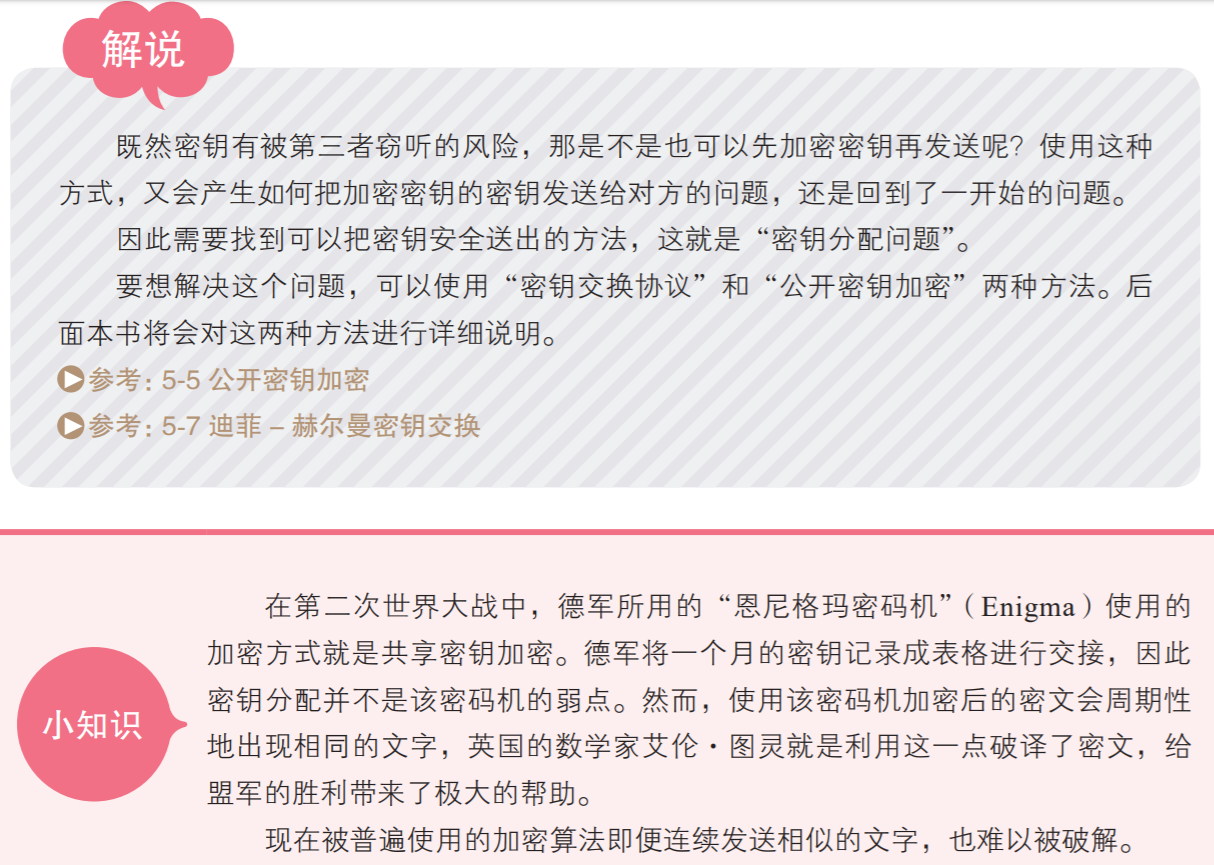 解说
既然密钥有被第三者窃听的风险，那是不是也可以先加密密钥再发送呢？使用这种
方式，又会产生如何把加密密钥的密钥发送给对方的问题，还是回到了一开始的问题。
因此需要找到可以把密钥安全送出的方法，这就是“密钥分配问题”。
要想解决这个问题，可以使用“密钥交换协议”和“公开密钥加密”两种方法。后
面本书将会对这两种方法进行详细说明。
参考：5-5 公开密钥加密
参考：5-7 迪菲 – 赫尔曼密钥交换
在第二次世界大战中，德军所用的“恩尼格玛密码机”（Enigma）使用的
加密方式就是共享密钥加密。德军将一个月的密钥记录成表格进行交接，因此
密钥分配并不是该密码机的弱点。然而，使用该密码机加密后的密文会周期性
地出现相同的文字，英国的数学家艾伦·图灵就是利用这一点破译了密文，给
盟军的胜利带来了极大的帮助。
现在被普遍使用的加密算法即便连续发送相似的文字，也难以被破解。
小知识